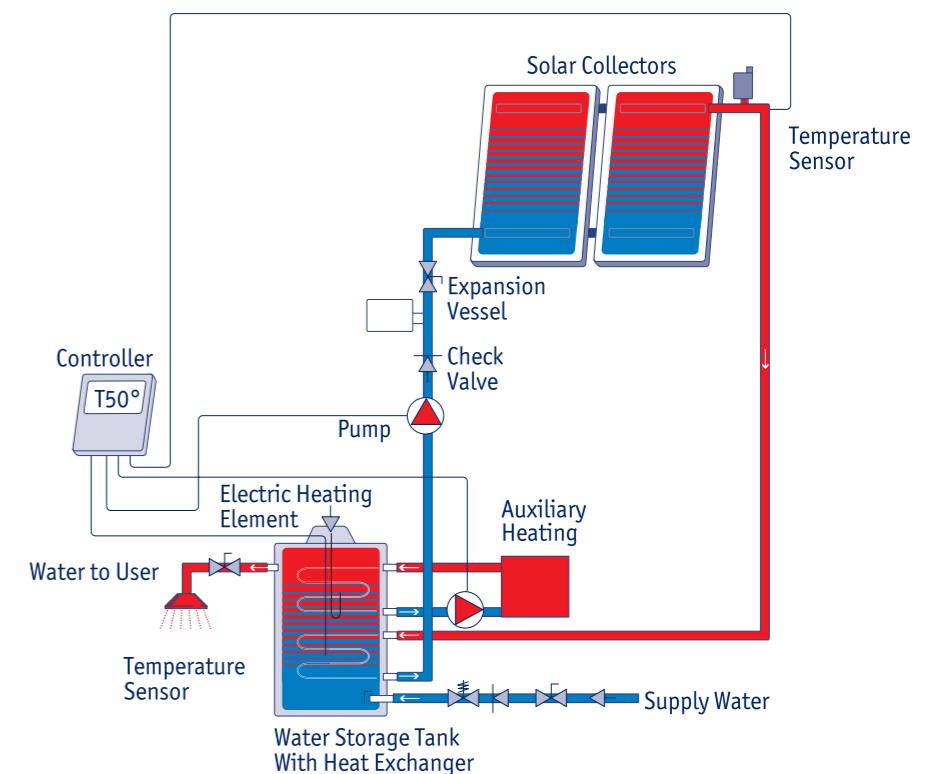 Solar Collectors
Temperature
Sensor
Expansion
Vessel
Check
Valve
Controller
T50°
Pump
Electric Heating
Element
Auxiliary
Heating
Water to User
Temperature
Sensor
Supply Water
Water Storage Tank
With Heat Exchanger